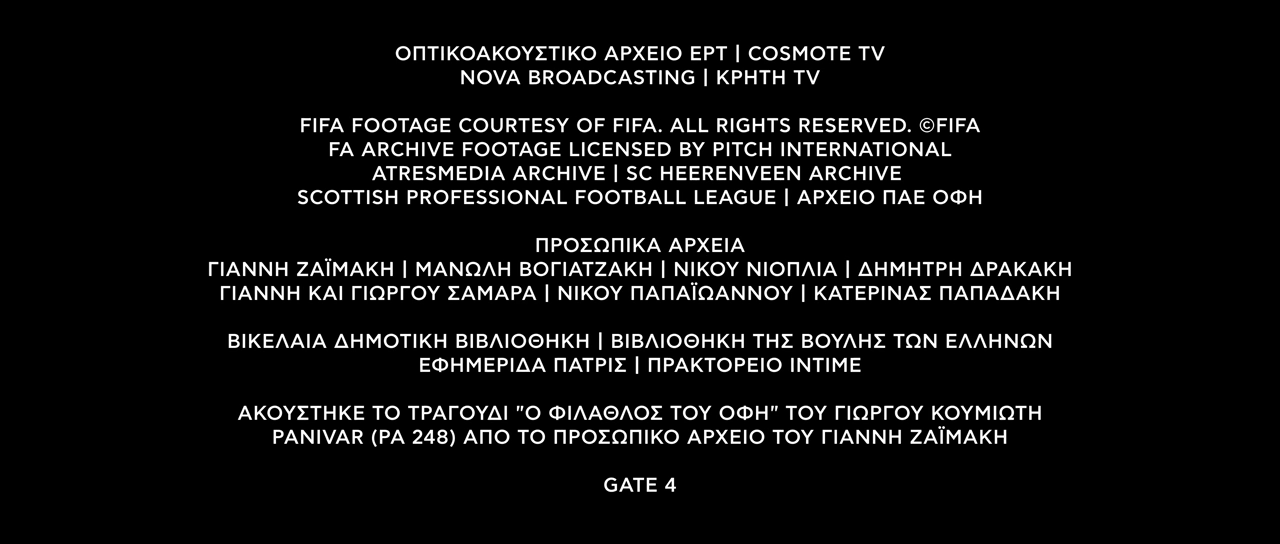 ΟΠΤΙΚΟΑΚΟΥΣΤΙΚΟ ΑΡΧΕΙΟ ΕΡΤ | COSMOTE TV
NOVA BROADCASTING | ΚΡΗΤΗ TV
FIFA FOOTAGE COURTESY OF FIFA. ALL RIGHTS RESERVED. ©FIFA
FA ARCHIVE FOOTAGE LICENSED BY PITCH INTERNATIONAL
ATRESMEDIA ARCHIVE | SC HEERENVEEN ARCHIVE
SCOTTISH PROFESSIONAL FOOTBALL LEAGUE | ΑΡΧΕΙΟ ΠΑΕ ΟΦΗ
ΠΡΟΣΩΠΙΚΑ ΑΡΧΕΙΑ
ΓΙΑΝΝΗ ΖΑΪΜΑΚΗ | ΜΑΝΩΛΗ ΒΟΓΙΑΤΖΑΚΗ | ΝΙΚΟΥ ΝΙΟΠΛΙΑ | ΔΗΜΗΤΡΗ ΔΡΑΚΑΚΗ
ΓΙΑΝΝΗ ΚΑΙ ΓΙΩΡΓΟΥ ΣΑΜΑΡΑ | ΝΙΚΟΥ ΠΑΠΑΪΩΑΝΝΟΥ | ΚΑΤΕΡΙΝΑΣ ΠΑΠΑΔΑΚΗ
ΒΙΚΕΛΑΙΑ ΔΗΜΟΤΙΚΗ ΒΙΒΛΙΟΘΗΚΗ | ΒΙΒΛΙΟΘΗΚΗ ΤΗΣ ΒΟΥΛΗΣ ΤΩΝ ΕΛΛΗΝΩΝ
ΕΦΗΜΕΡΙΔΑ ΠΑΤΡΙΣ | ΠΡΑΚΤΟΡΕΙΟ INTIME
ΑΚΟΥΣΤΗΚΕ ΤΟ ΤΡΑΓΟΥΔΙ "Ο ΦΙΛΑΘΛΟΣ ΤΟΥ ΟΦΗ" ΤΟΥ ΓΙΩΡΓΟΥ ΚΟΥΜΙΩΤΗ
PANIVAR (PA 248) ΑΠΟ ΤΟ ΠΡΟΣΩΠΙΚΟ ΑΡΧΕΙΟ ΤΟΥ ΓΙΑΝΝΗ ΖΑΪΜΑΚΗ
GATE 4